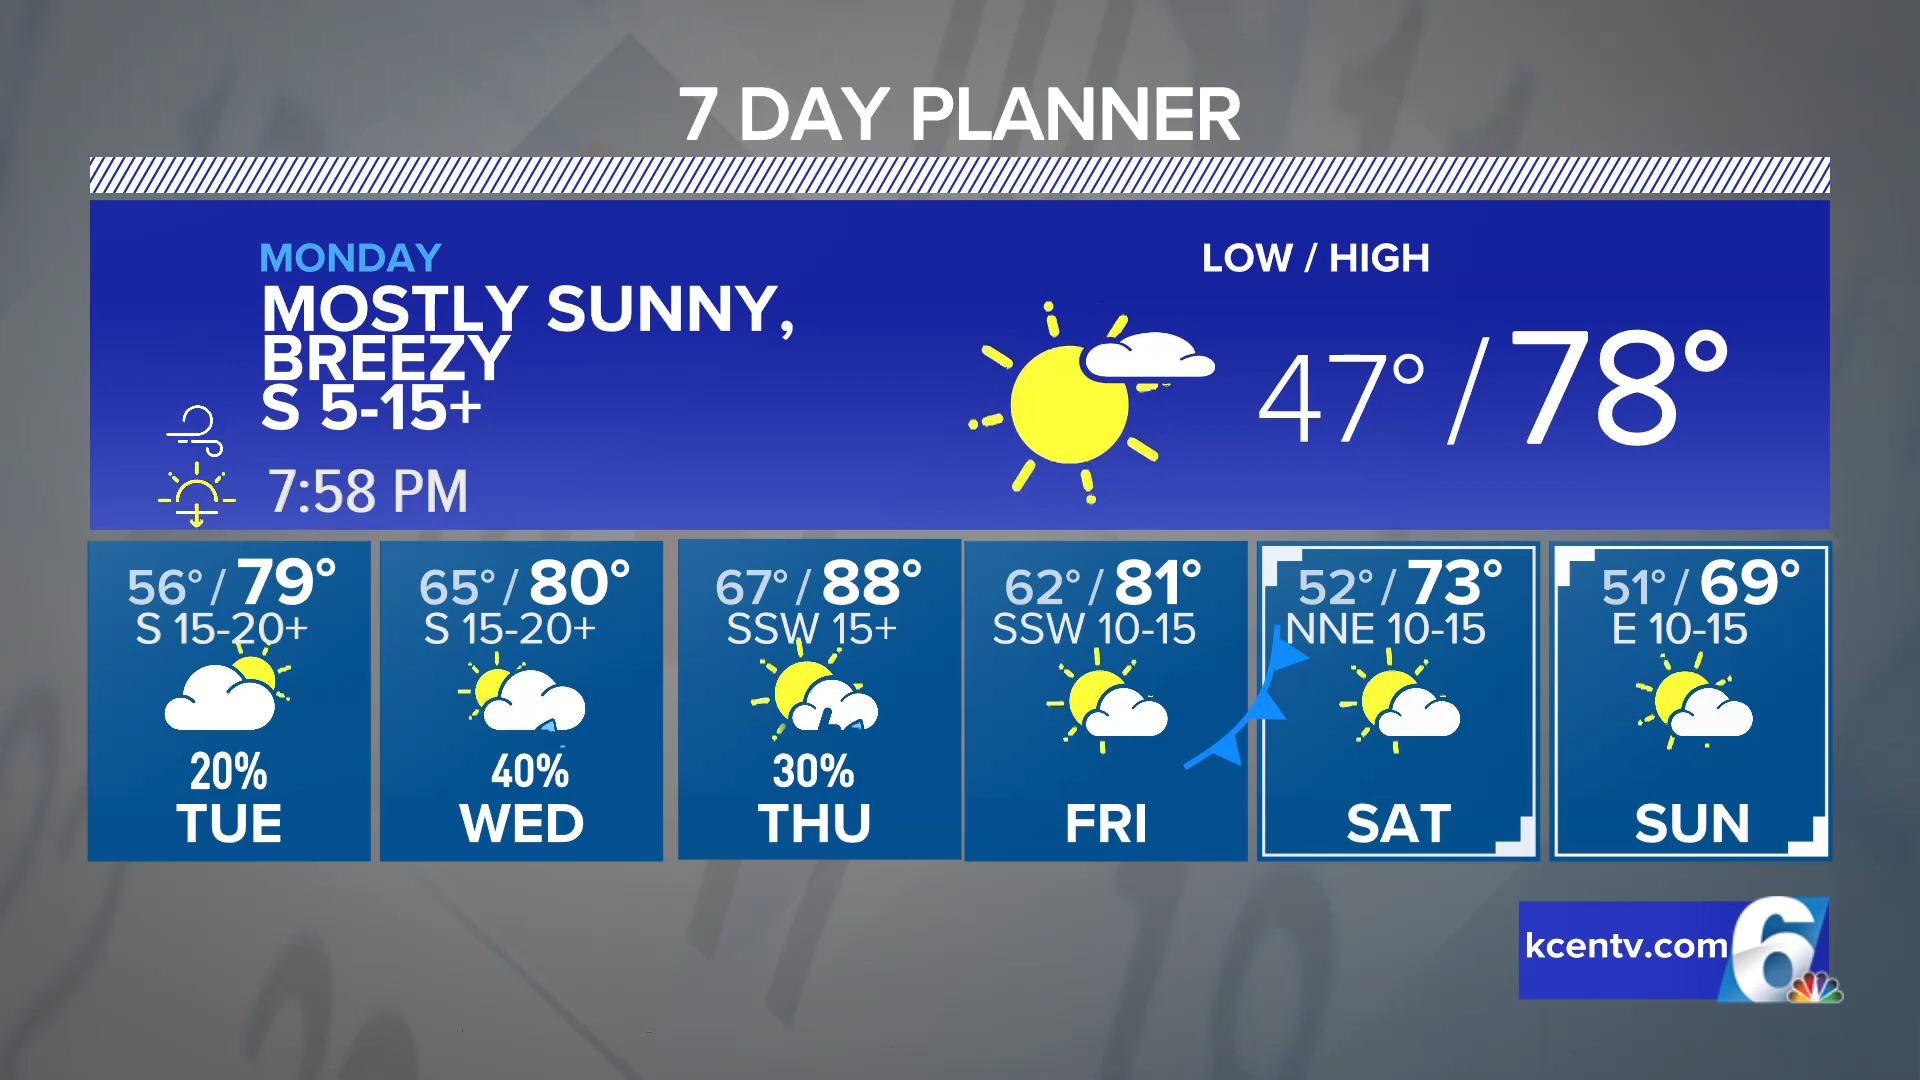 7 DAY PLANNER
MONDAY
MOSTLY SUNNY,
BREEZY
S 5-15+
7:58 PM
LOW / HIGH
47° / 78°
56° / 79°
S 15-20+
20%
TUE
65° / 80°
S 15-20+
40%
WED
67° / 88°
SSW 15+
30%
THU
62° / 81°
SSW 10-15
FRI
52° / 73°
NNE 10-15
SAT
51° / 69°
E 10-15
SUN
kcentv.com 6